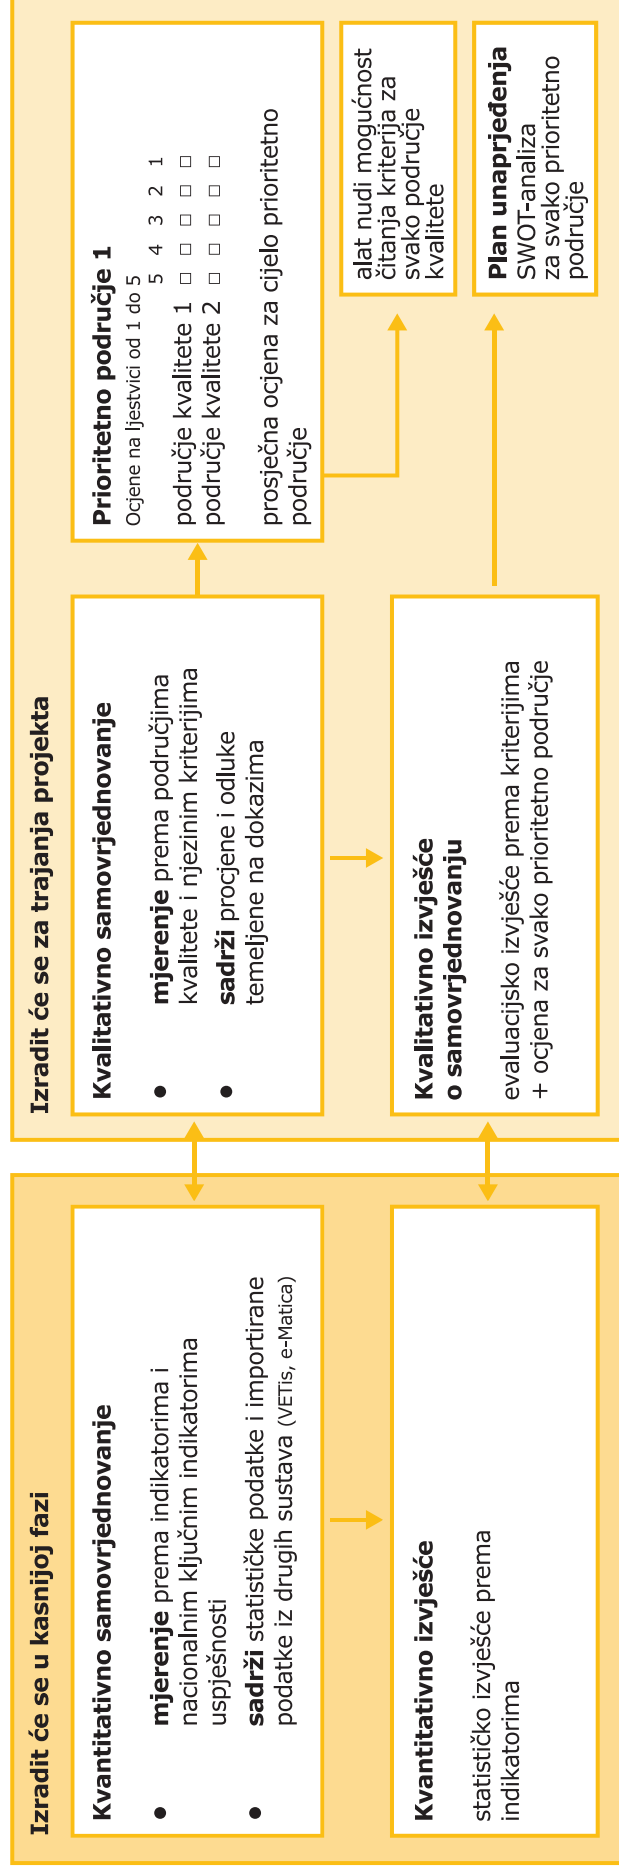 Izradit će se u kasnijoj fazi
Kvantitativno samovrjednovanje
● mjerenje prema indikatorima i
nacionalnim ključnim indikatorima
uspješnosti
● sadrži statističke podatke i importirane
podatke iz drugih sustava (VETis, e-Matica)
Kvantitativno izvješće
statističko izvješće prema
indikatorima
Izradit će se za trajanja projekta
Kvalitativno samovrjednovanje
● mjerenje prema područjima
kvalitete i njezinim kriterijima
● sadrži procjene i odluke
temeljene na dokazima
Kvalitativno izvješće
o samovrjednovanju
evaluacijsko izvješće prema kriterijima
+ ocjena za svako prioritetno područje
Prioritetno područje 1
Ocjene na ljestvici od 1 do 5
5 4 3 2 1
područje kvalitete 1 □ □ □ □ □
područje kvalitete 2 □ □ □ □ □
prosječna ocjena za cijelo prioritetno
područje
alat nudi mogućnost
čitanja kriterija za
svako područje
kvalitete
Plan unaprjeđenja
SWOT-analiza
za svako prioritetno
područje